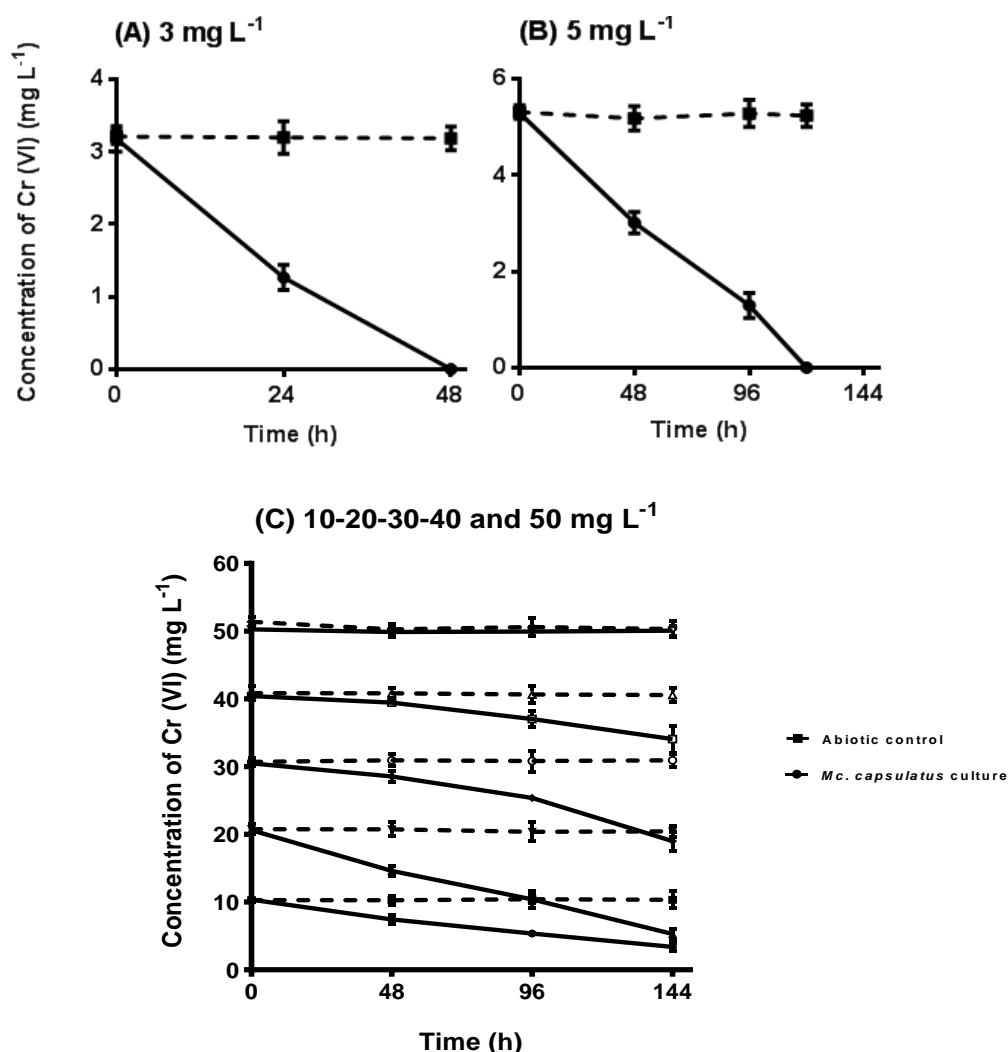 (A) 3 mg L-1
(B) 5 mg L-1
Concentration of Cr (VI) (mg L-1)
4
3
2
1
0
0 24 48
Time (h)
6
4
2
0
0 48 96 144
Time (h)
(C) 10-20-30-40 and 50 mg L-1
Concentration of Cr (VI) (mg L-1)
60
50
40
30
20
10
0
0 48 96 144
Time (h)
Abiotic control
Mc. capsulatus culture